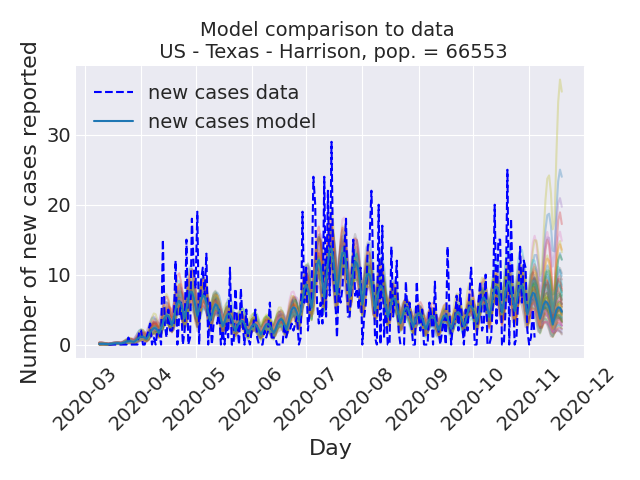 Model comparison to data
US - Texas - Harrison, pop. = 66553
Number of new cases reported
new cases data
new cases model
30
20
10
0
2020-03
2020-04
2020-05
2020-06
2020-07
2020-08
2020-09
2020-10
2020-11
2020-12
Day